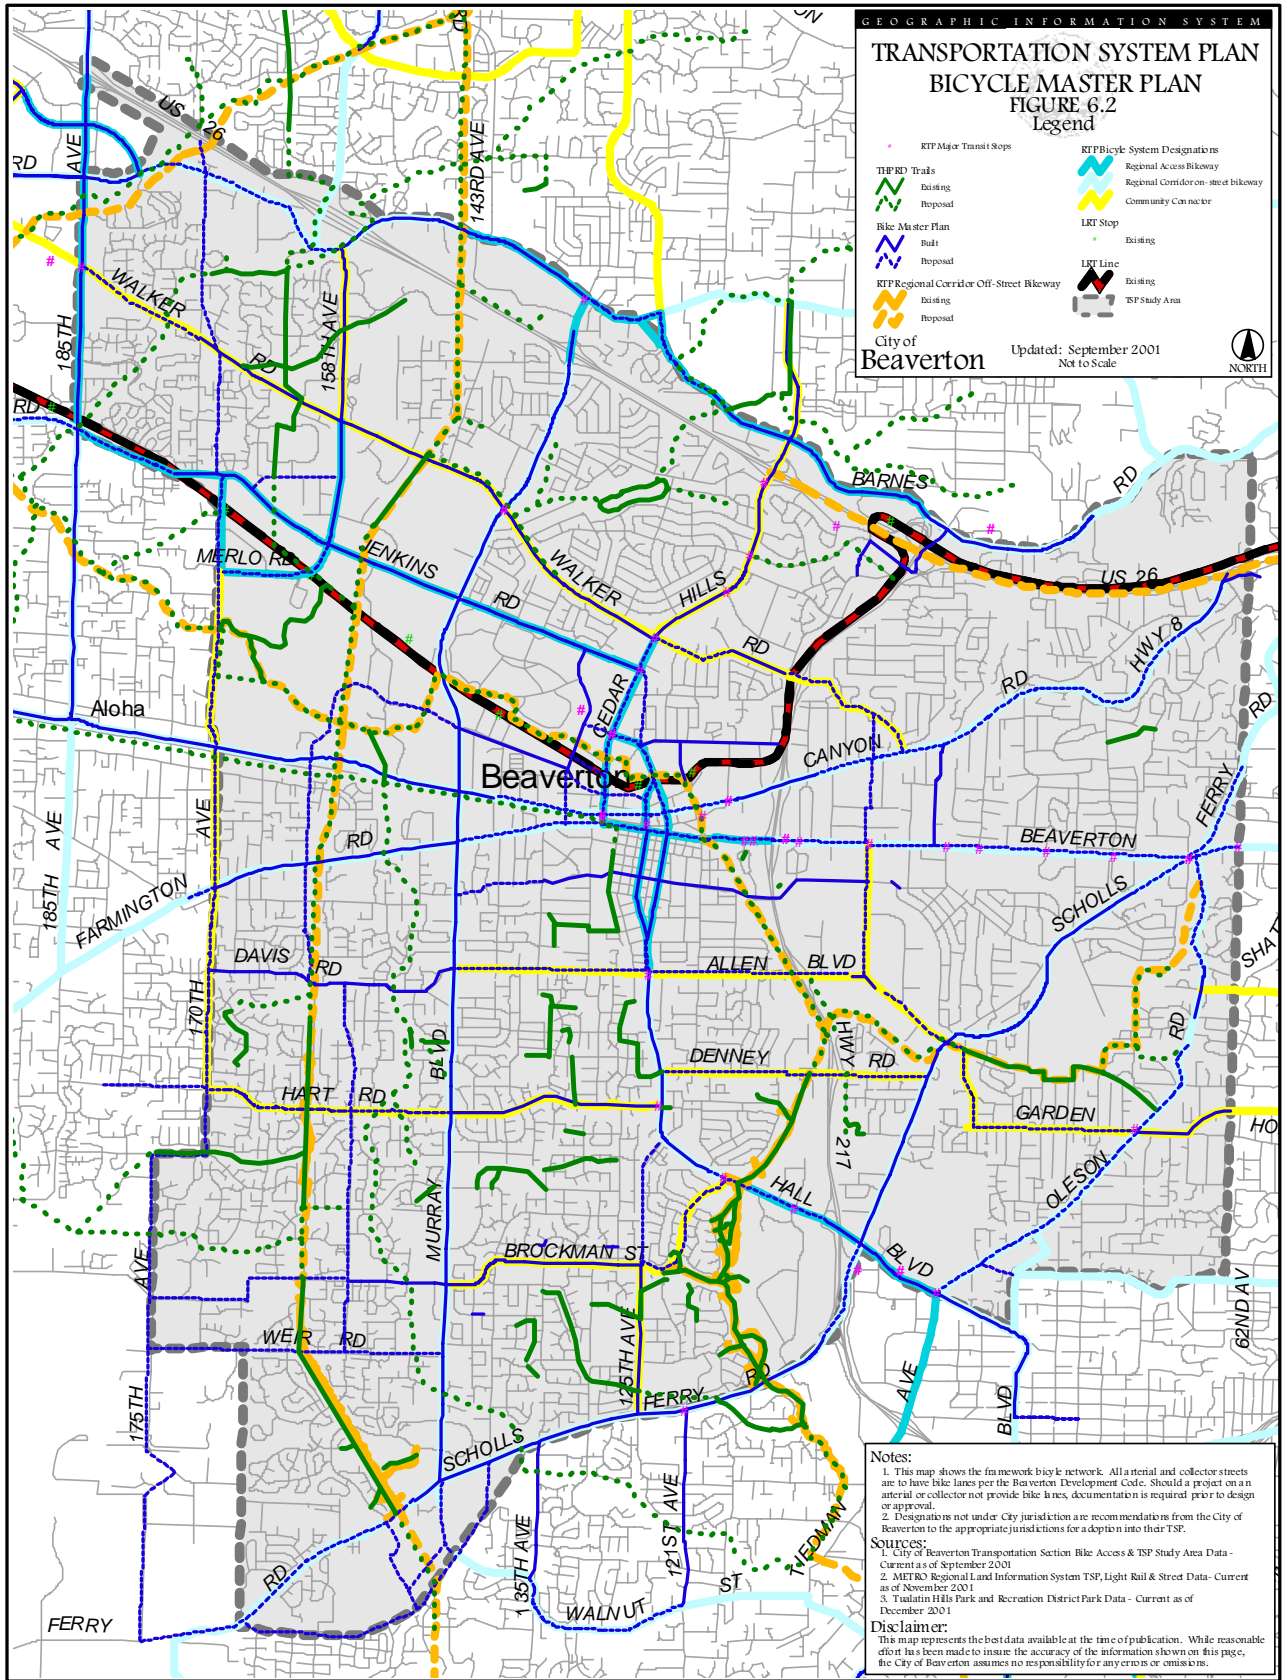 GEOGRAPHIC INFORMATION SYSTEM
TRANSPORTATION SYSTEM PLAN
BICYCLE MASTER PLAN
FIGURE 6.2
Legend
RTP Major Transit Stops
THPRD Trails
Existing
Proposed
Bike Master Plan
Built
Proposed
RTP Regional Corridor Off-Street Bikeway
Existing
Proposed
RTP Bicyle System Designations
Regional Access Bikeway
Regional Corridor on-street bikeway
Community Connector
LRT Stop
Existing
LRT Line
Existing
TSP Study Area
City of
Beaverton
Updated: September 2001
Not to Scale
NORTH
RD
ON
US 26
143RD AVE
RD
AVE
185TH
WALKER
RD
158TH AVE
RD
BARNES
RD
MERLO RD
JENKINS
RD
WALKER
HILLS
RD
US 26
HWY 8
RD
CEDAR
Aloha
CANYON
RD
FERRY
Beaverton
AVE
AVE
185TH
RD
BEAVERTON
FARMINGTON
SCHOLLS
DAVIS
RD
ALLEN BLVD
SHAT
170TH
BLVD
DENNEY
HWY
RD
RD
HART RD
GARDEN
HO
217
OLESON
HALL
MURRAY
BROCKMAN ST
BLVD
AVE
62ND AV
WEIR RD
125TH AVE
RD
FERRY
AVE
BLVD
175TH
SCHOLLS
135TH AVE
121ST AVE
TIEDMAN
RD
ST
WALNUT
FERRY
Notes:
1. This map shows the framework bicyle network. All arterial and collector streets
are to have bike lanes per the Beaverton Development Code. Should a project on an
arterial or collector not provide bike lanes, documentation is required prior to design
or approval.
2. Designations not under City jurisdiction are recommendations from the City of
Beaverton to the appropriate jurisdictions for adoption into their TSP.
Sources:
1. City of Beaverton Transportation Section Bike Access & TSP Study Area Data -
Current as of September 2001
2. METRO Regional Land Information System TSP, Light Rail & Street Data - Current
as of November 2001
3. Tualatin Hills Park and Recreation District Park Data - Current as of
December 2001
Disclaimer:
This map represents the best data available at the time of publication. While reasonable
effort has been made to insure the accuracy of the information shown on this page,
the City of Beaverton assumes no responsibility for any errors or omissions.